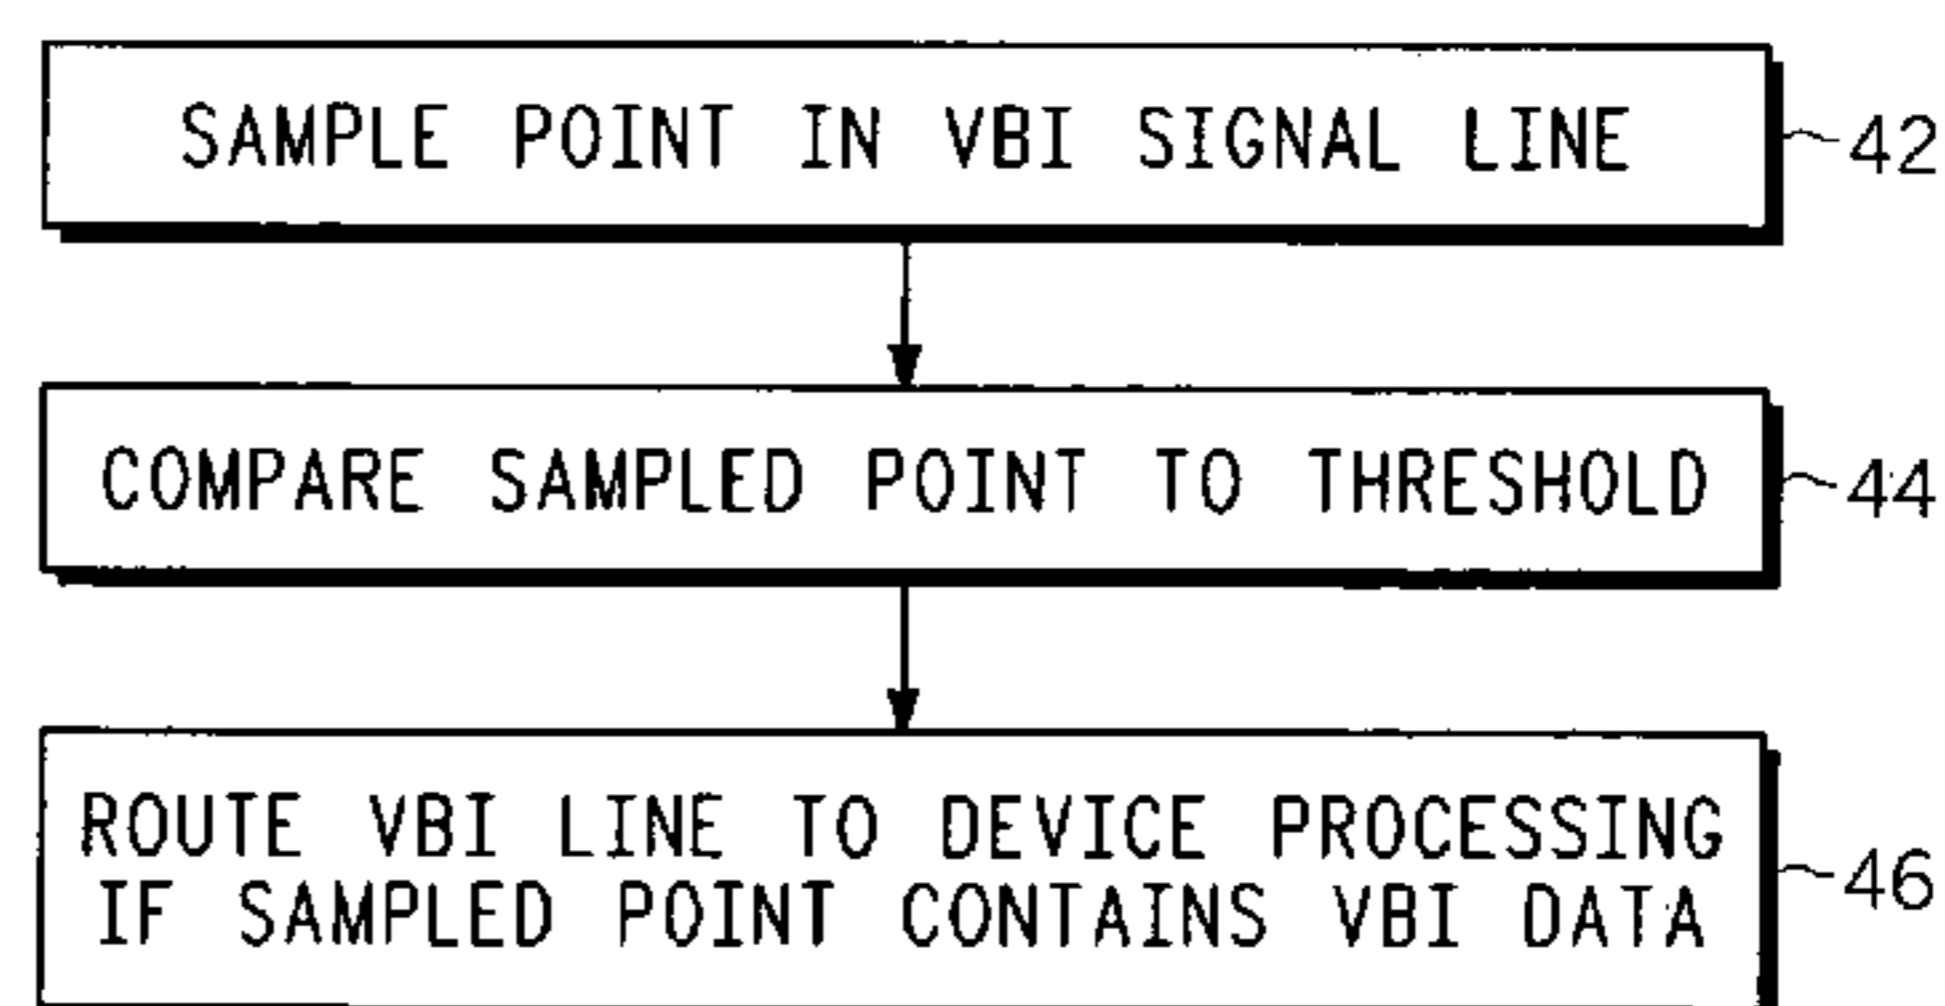 SAMPLE POINT IN VBI SIGNAL LINE
42
COMPARE SAMPLED POINT TO THRESHOLD
44
ROUTE VBI LINE TO DEVICE PROCESSING
IF SAMPLED POINT CONTAINS VBI DATA
46